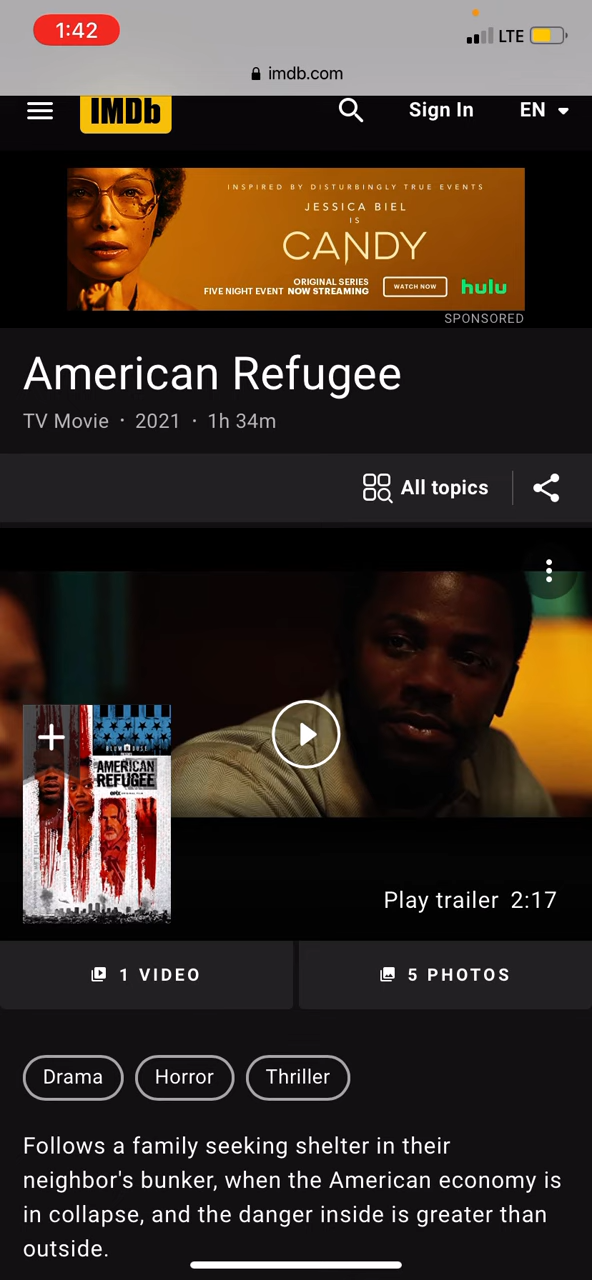 1:42
LTE
imdb.com
IMDb
Sign In
EN
INSPIRED BY DISTURBINGLY TRUE EVENTS
JESSICA BIEL
IS
CANDY
ORIGINAL SERIES
FIVE NIGHT EVENT NOW STREAMING
WATCH NOW
hulu
SPONSORED
American Refugee
TV Movie · 2021 · 1h 34m
All topics
AMERICAN
REFUGEE
Play trailer 2:17
1 VIDEO
5 PHOTOS
Drama
Horror
Thriller
Follows a family seeking shelter in their
neighbor's bunker, when the American economy is
in collapse, and the danger inside is greater than
outside.